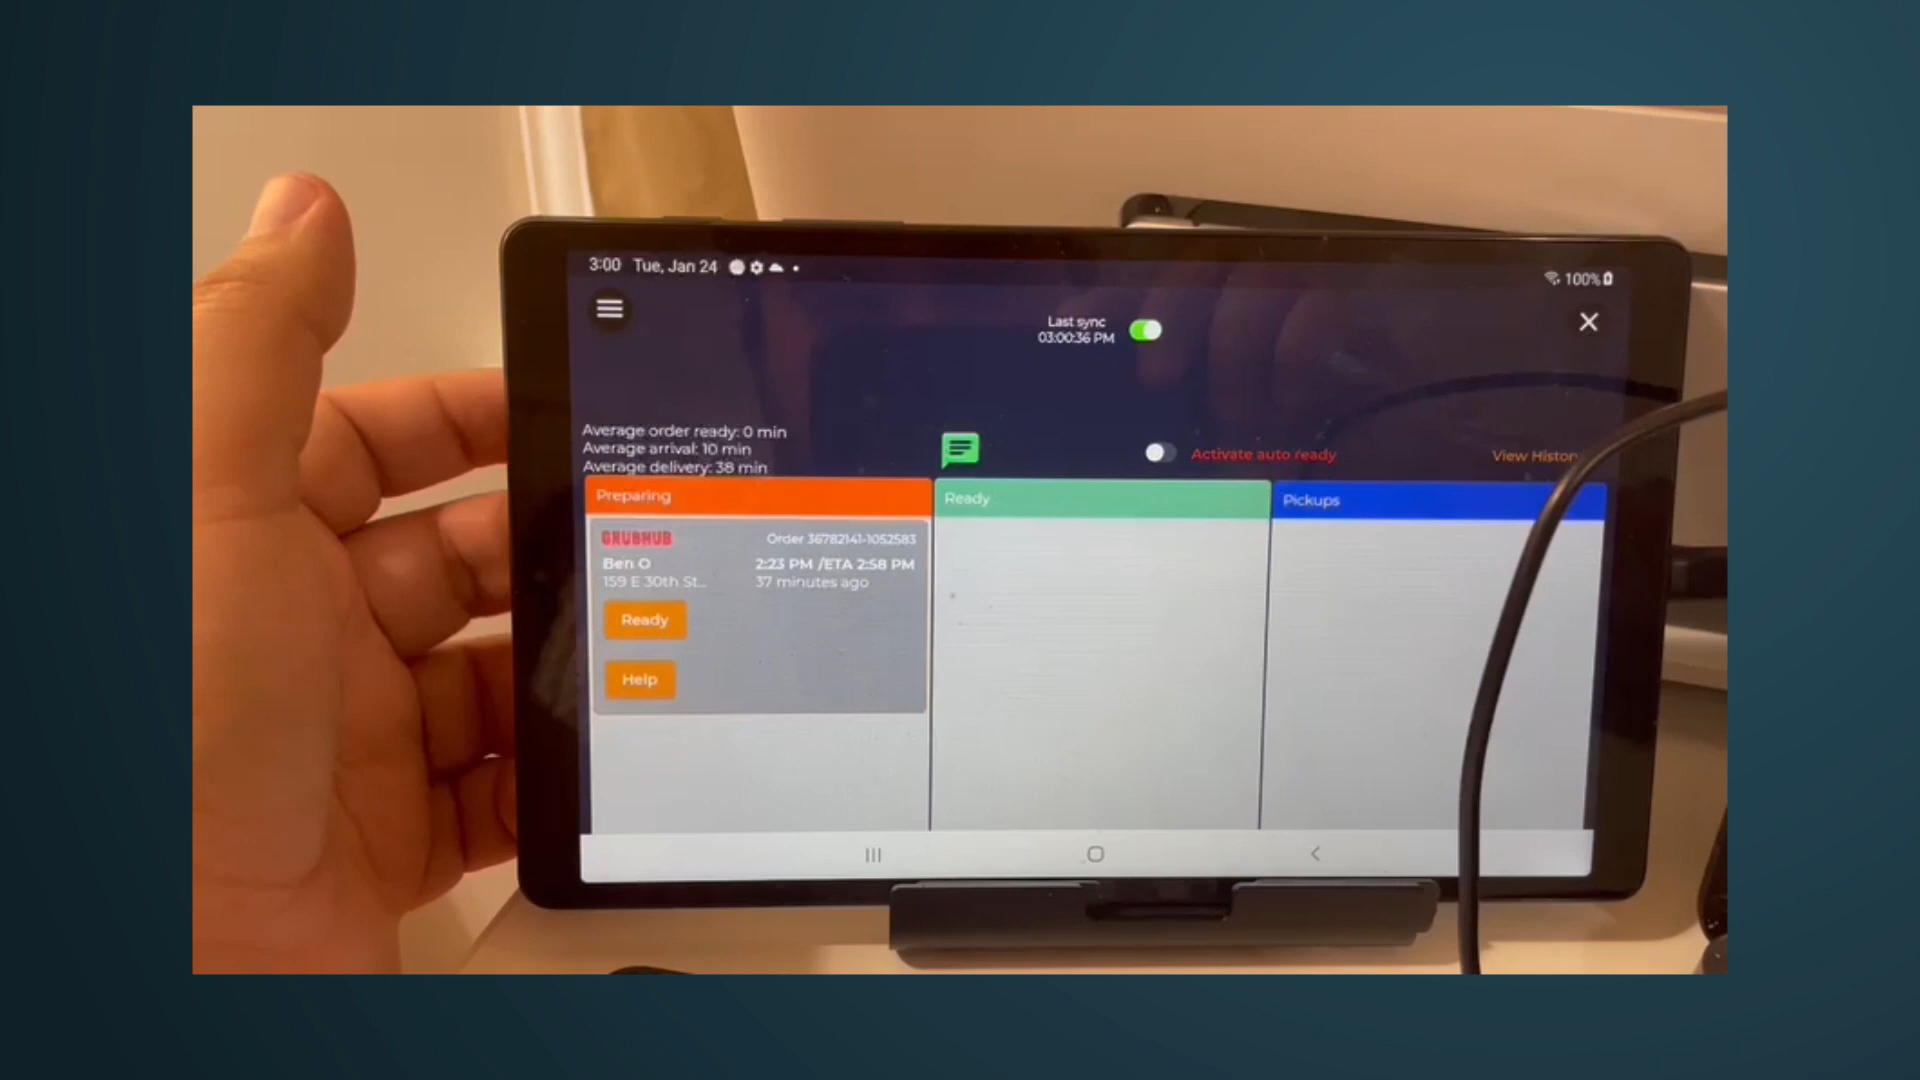 3:00 Tue, Jan 24
100%
Last sync
03:00:36 PM
Average order ready: 0 min
Average arrival: 10 min
Average delivery: 38 min
Activate auto ready
View History
Preparing
Ready
Pickups
GRUBHUB
Order 36782141-1052583
Ben O
2:23 PM /ETA 2:58 PM
159 E 30th St...
37 minutes ago
Ready
Help